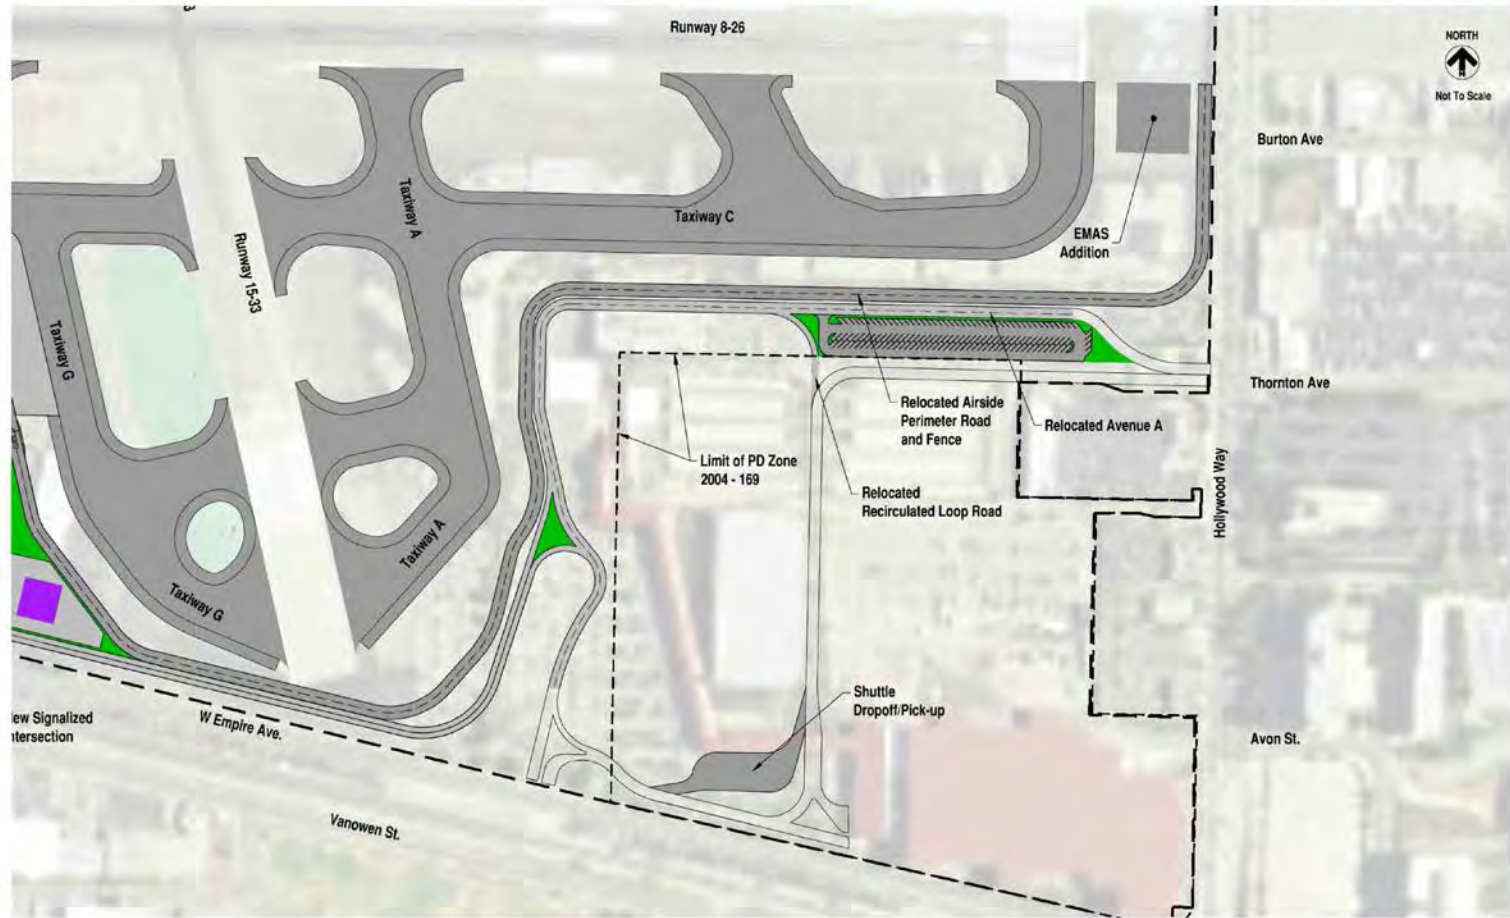 Runway 8-26
NORTH
Not To Scale
Burton Ave
Taxiway A
Taxiway C
EMAS
Addition
Runway 15-33
Taxiway G
Thornton Ave
Relocated Airside
Perimeter Road
and Fence
Relocated Avenue A
Limit of PD Zone
2004 - 169
Relocated
Recirculated Loop Road
Hollywood Way
Taxiway A
Taxiway G
Shuttle
Dropoff/Pick-up
ew Signalized
ntersection
W Empire Ave.
Avon St.
Vanowen St.